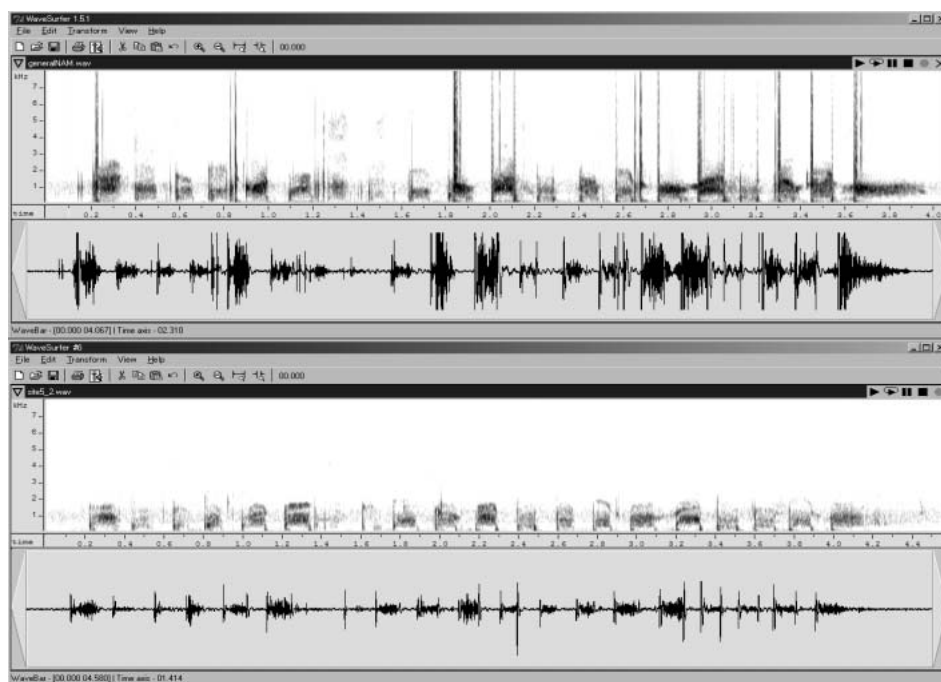 WaveSurfer 1.5.1
File Edit Transform View Help
00.000
generalNAM.wav
kHz
7
6
5
4
3
2
1
time 0.2 0.4 0.6 0.8 1.0 1.2 1.4 1.6 1.8 2.0 2.2 2.4 2.6 2.8 3.0 3.2 3.4 3.6 3.8 4.0
WaveBar - [00.000 04.067] | Time axis - 02.310
WaveSurfer #6
File Edit Transform View Help
00.000
site5_2.wav
kHz
7
6
5
4
3
2
1
time 0.2 0.4 0.6 0.8 1.0 1.2 1.4 1.6 1.8 2.0 2.2 2.4 2.6 2.8 3.0 3.2 3.4 3.6 3.8 4.0 4.2 4.4
WaveBar - [00.000 04.580] | Time axis - 01.414